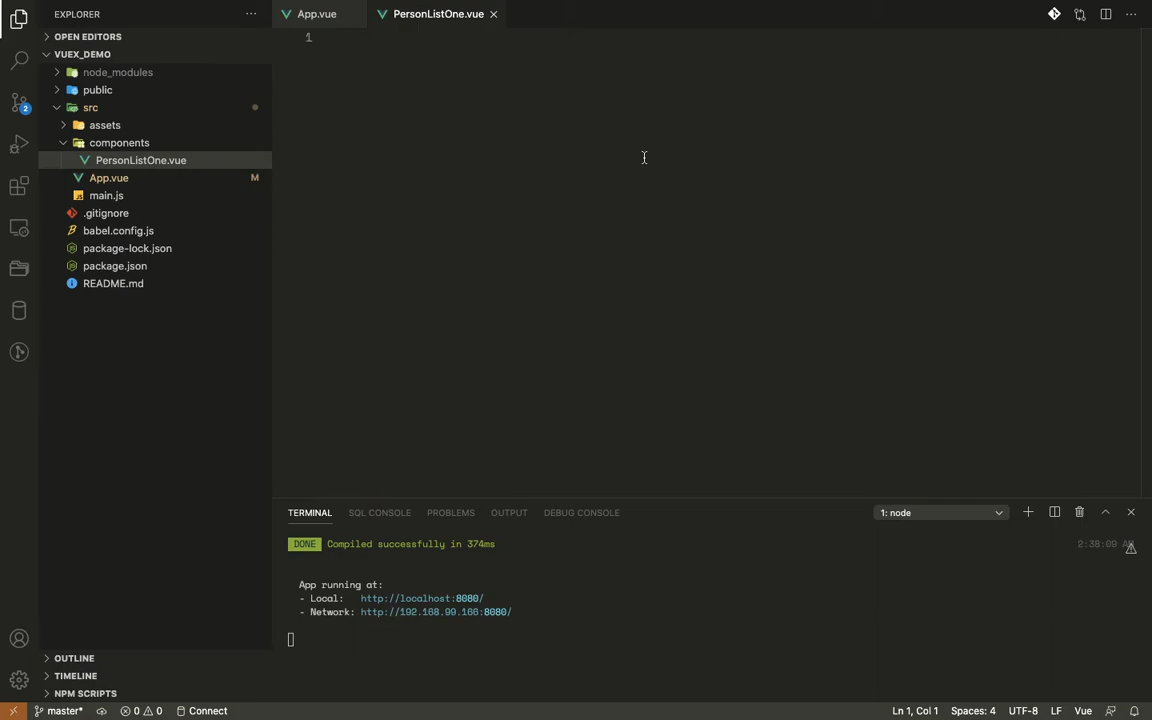 EXPLORER
App.vue
PersonListOne.vue
OPEN EDITORS
VUEX_DEMO
node_modules
public
src
assets
components
PersonListOne.vue
App.vue M
main.js
.gitignore
babel.config.js
package-lock.json
package.json
README.md
OUTLINE
TIMELINE
NPM SCRIPTS
2
1
TERMINAL SQL CONSOLE PROBLEMS OUTPUT DEBUG CONSOLE
1: node
DONE Compiled successfully in 374ms 2:38:09
App running at:
- Local: http://localhost:8080/
- Network: http://192.168.99.166:8080/
master* 0 0 Connect
Ln 1, Col 1 Spaces: 4 UTF-8 LF Vue